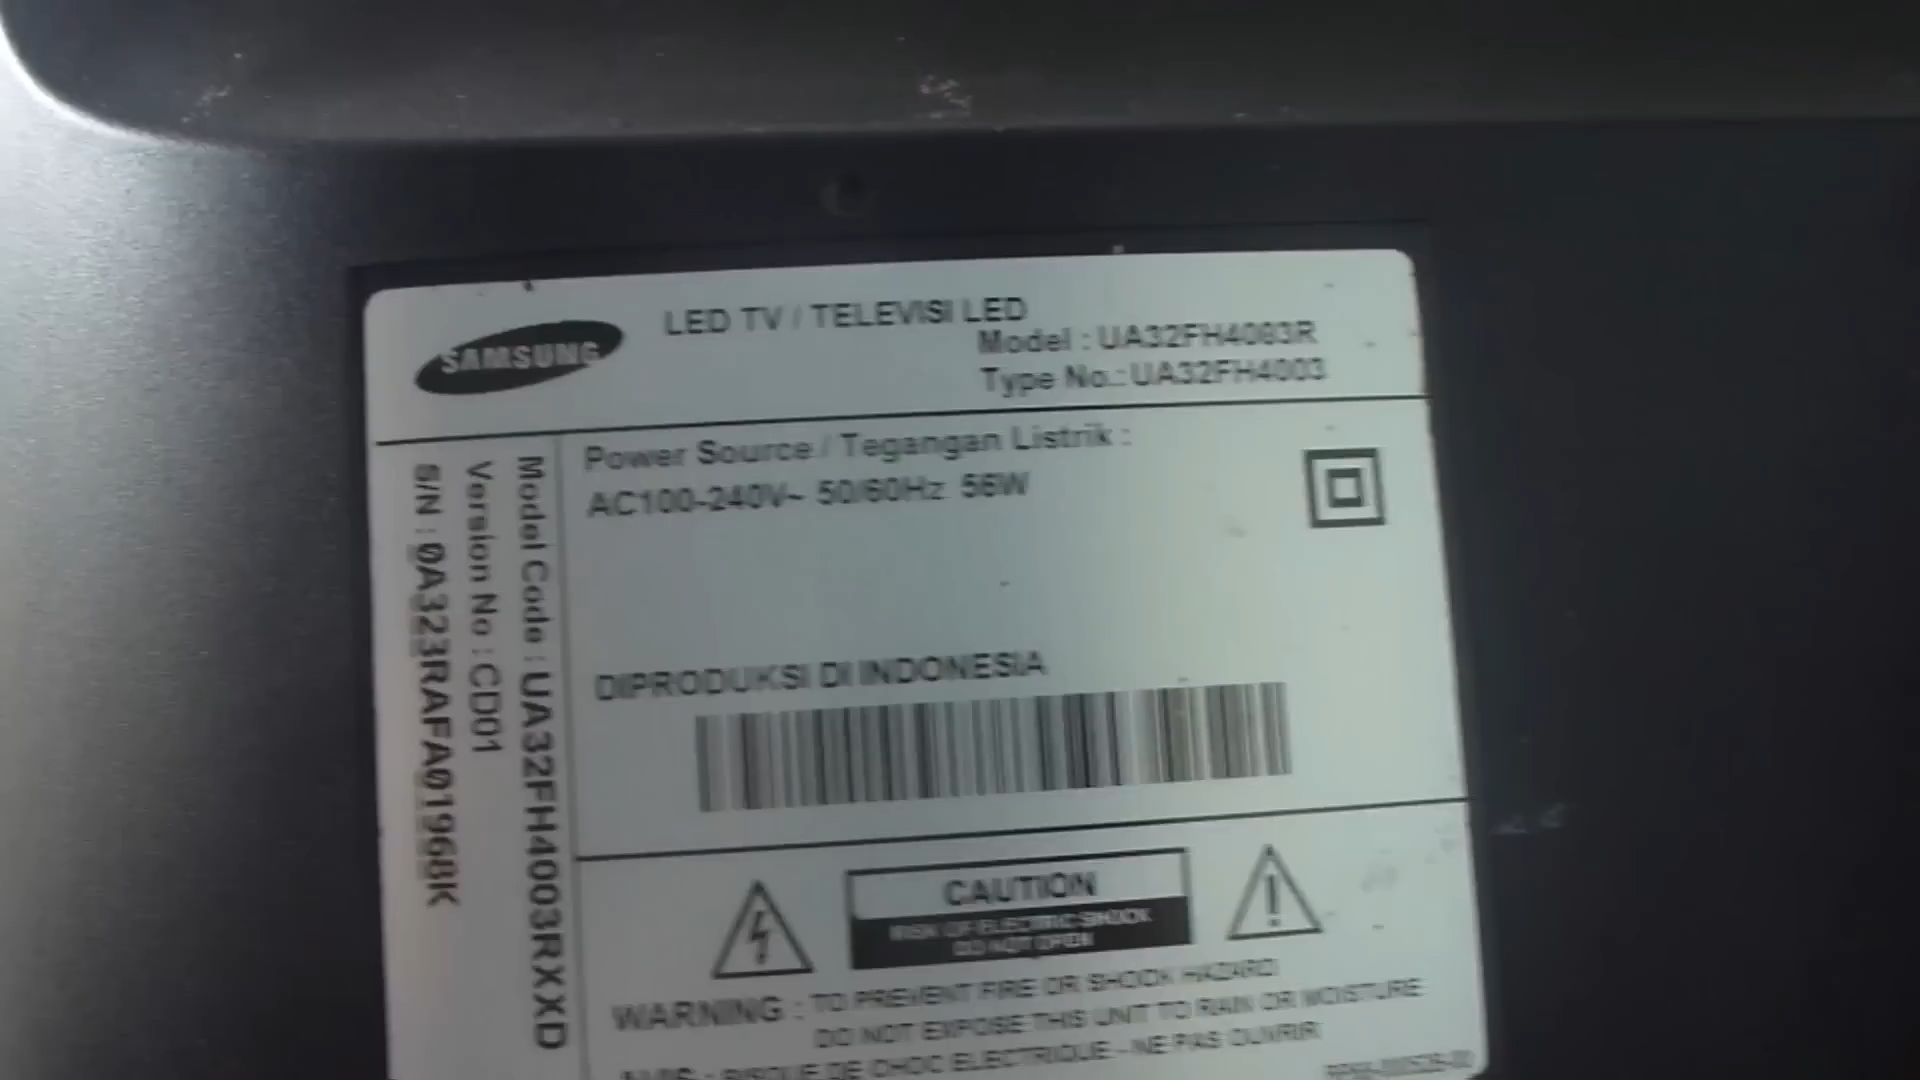 SAMSUNG
LED TV / TELEVISI LED
Model : UA32FH4003R
Type No.: UA32FH4003
Power Source / Tegangan Listrik :
AC100-240V~ 50/60Hz 56W
DIPRODUKSI DI INDONESIA
Model Code : UA32FH4003RXXD
Version No : CD01
S/N : 0A323RAFA01968K
CAUTION
RISK OF ELECTRIC SHOCK
DO NOT OPEN
WARNING : TO PREVENT FIRE OR SHOCK HAZARD
DO NOT EXPOSE THIS UNIT TO RAIN OR MOISTURE
AVIS : RISQUE DE CHOC ELECTRIQUE - NE PAS OUVRIR